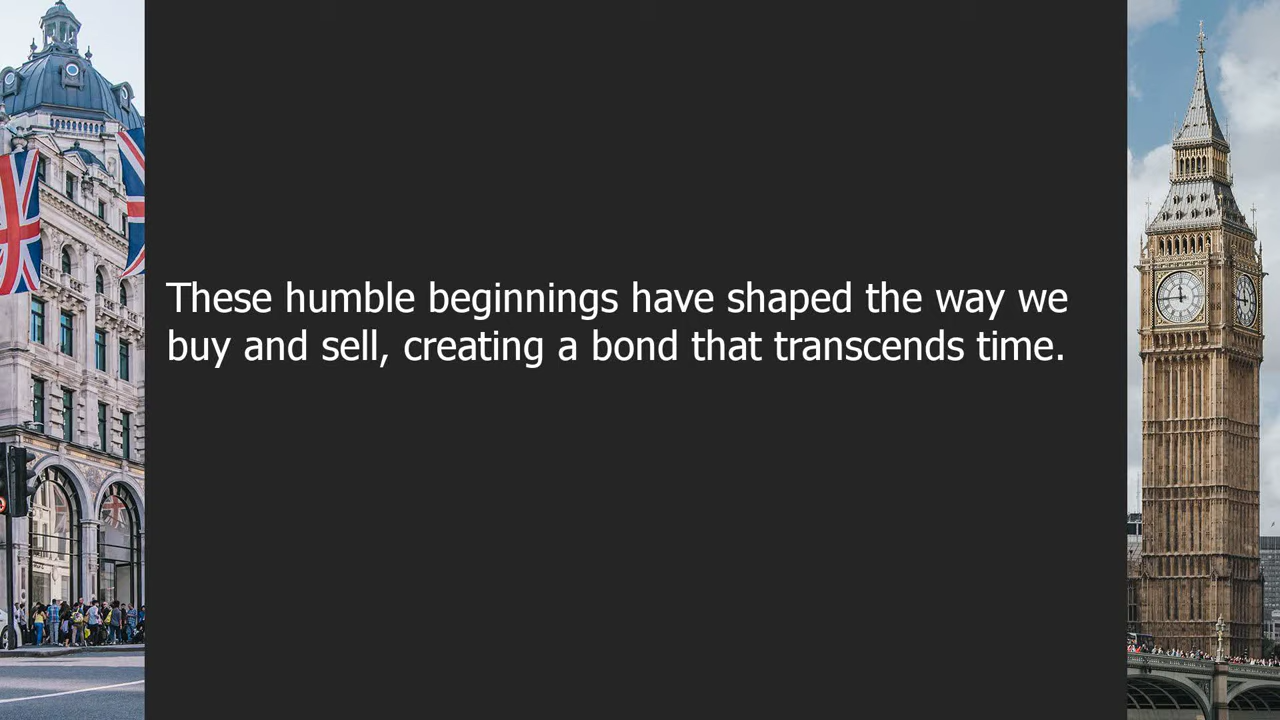 These humble beginnings have shaped the way we
buy and sell, creating a bond that transcends time.